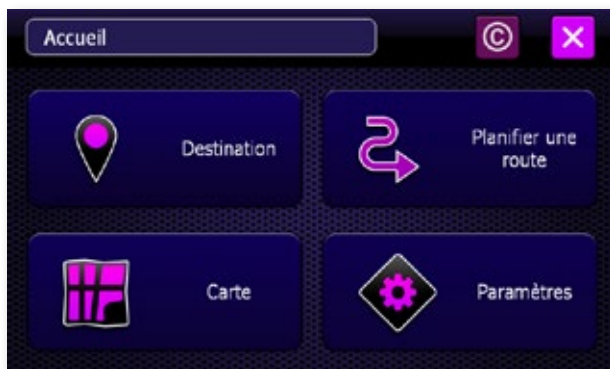 Accueil
©
Destination
Planifier une
route
Carte
Paramètres